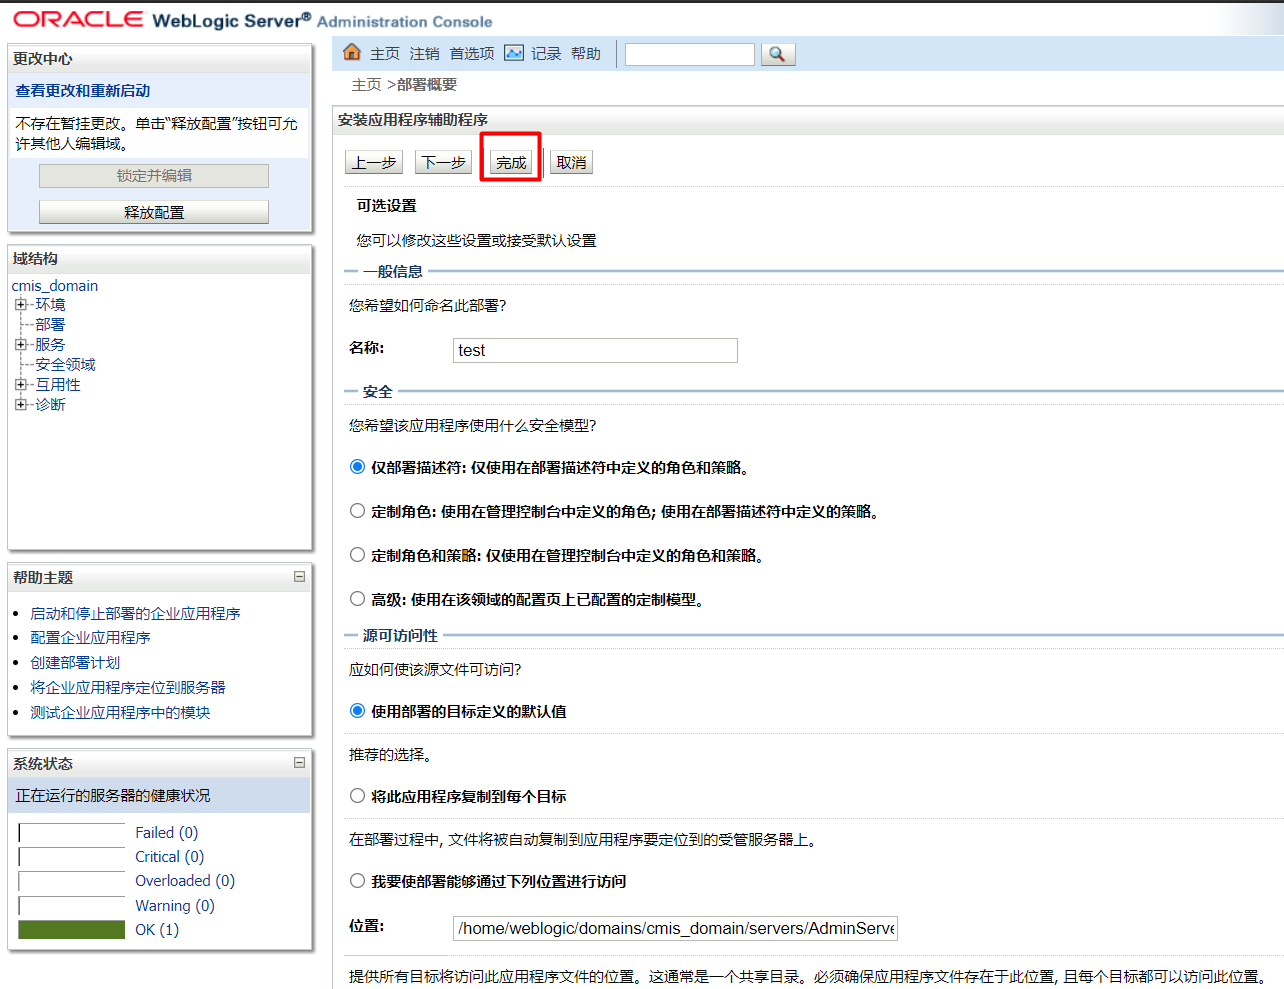 ORACLE WebLogic Server® Administration Console
更改中心
查看更改和重新启动
不存在暂挂更改。单击“释放配置”按钮可允
许其他人编辑域。
锁定并编辑
释放配置
域结构
cmis_domain
环境
部署
服务
安全领域
互用性
诊断
帮助主题
启动和停止部署的企业应用程序
配置企业应用程序
创建部署计划
将企业应用程序定位到服务器
测试企业应用程序中的模块
系统状态
正在运行的服务器的健康状况
Failed (0)
Critical (0)
Overloaded (0)
Warning (0)
OK (1)
主页 注销 首选项 记录 帮助
主页 >部署概要
安装应用程序辅助程序
上一步 下一步 完成 取消
可选设置
您可以修改这些设置或接受默认设置
一般信息
您希望如何命名此部署?
名称: test
安全
您希望该应用程序使用什么安全模型?
仅部署描述符: 仅使用在部署描述符中定义的角色和策略。
定制角色: 使用在管理控制台中定义的角色; 使用在部署描述符中定义的策略。
定制角色和策略: 仅使用在管理控制台中定义的角色和策略。
高级: 使用在该领域的配置页上已配置的定制模型。
源可访问性
应如何使该源文件可访问?
使用部署的目标定义的默认值
推荐的选择。
将此应用程序复制到每个目标
在部署过程中, 文件将被自动复制到应用程序要定位到的受管服务器上。
我要使部署能够通过下列位置进行访问
位置: /home/weblogic/domains/cmis_domain/servers/AdminServe
提供所有目标将访问此应用程序文件的位置。这通常是一个共享目录。必须确保应用程序文件存在于此位置, 且每个目标都可以访问此位置。